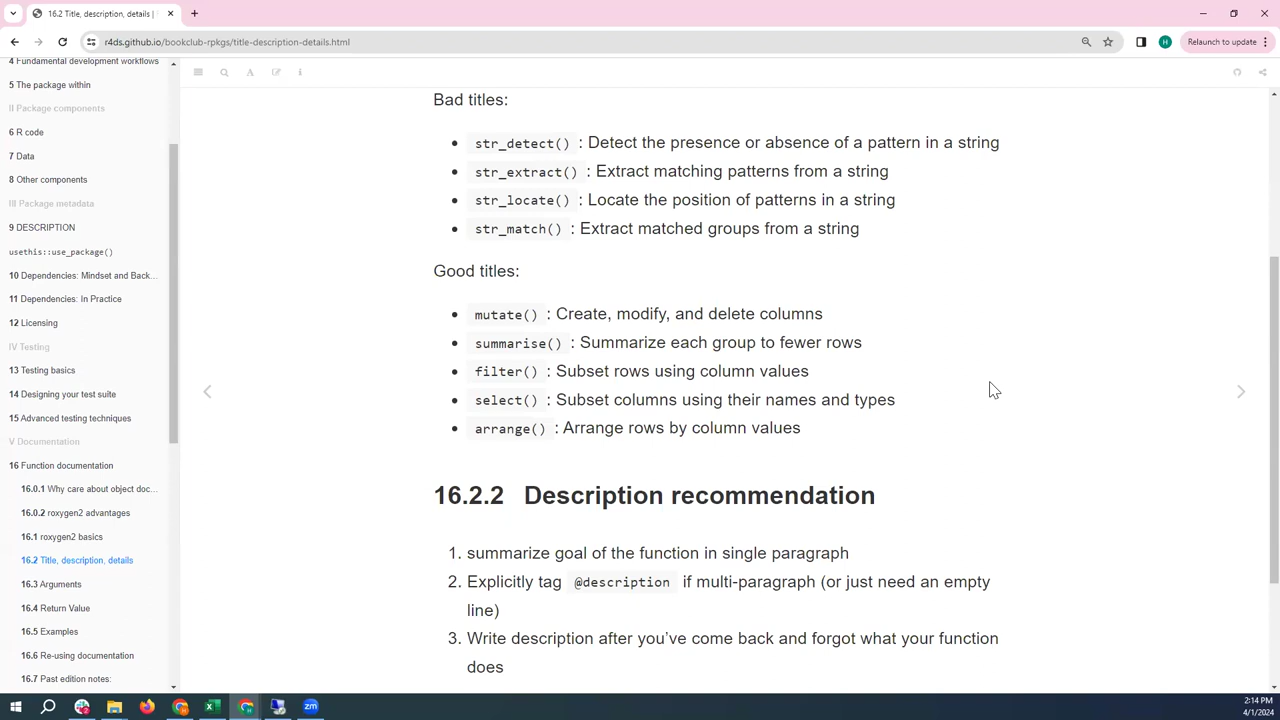 16.2 Title, description, details |
Relaunch to update
r4ds.github.io/bookclub-rpkgs/title-description-details.html
H
4 Fundamental development workflows
5 The package within
II Package components
6 R code
7 Data
8 Other components
III Package metadata
9 DESCRIPTION
usethis::use_package()
10 Dependencies: Mindset and Back...
11 Dependencies: In Practice
12 Licensing
IV Testing
13 Testing basics
14 Designing your test suite
15 Advanced testing techniques
V Documentation
16 Function documentation
16.0.1 Why care about object doc...
16.0.2 roxygen2 advantages
16.1 roxygen2 basics
16.2 Title, description, details
16.3 Arguments
16.4 Return Value
16.5 Examples
16.6 Re-using documentation
16.7 Past edition notes:
A
i
Bad titles:
• str_detect() : Detect the presence or absence of a pattern in a string
• str_extract() : Extract matching patterns from a string
• str_locate() : Locate the position of patterns in a string
• str_match() : Extract matched groups from a string
Good titles:
• mutate() : Create, modify, and delete columns
• summarise() : Summarize each group to fewer rows
• filter() : Subset rows using column values
• select() : Subset columns using their names and types
• arrange() : Arrange rows by column values
16.2.2 Description recommendation
1. summarize goal of the function in single paragraph
2. Explicitly tag @description if multi-paragraph (or just need an empty
line)
3. Write description after you've come back and forgot what your function
does
zm
2:14 PM
4/1/2024